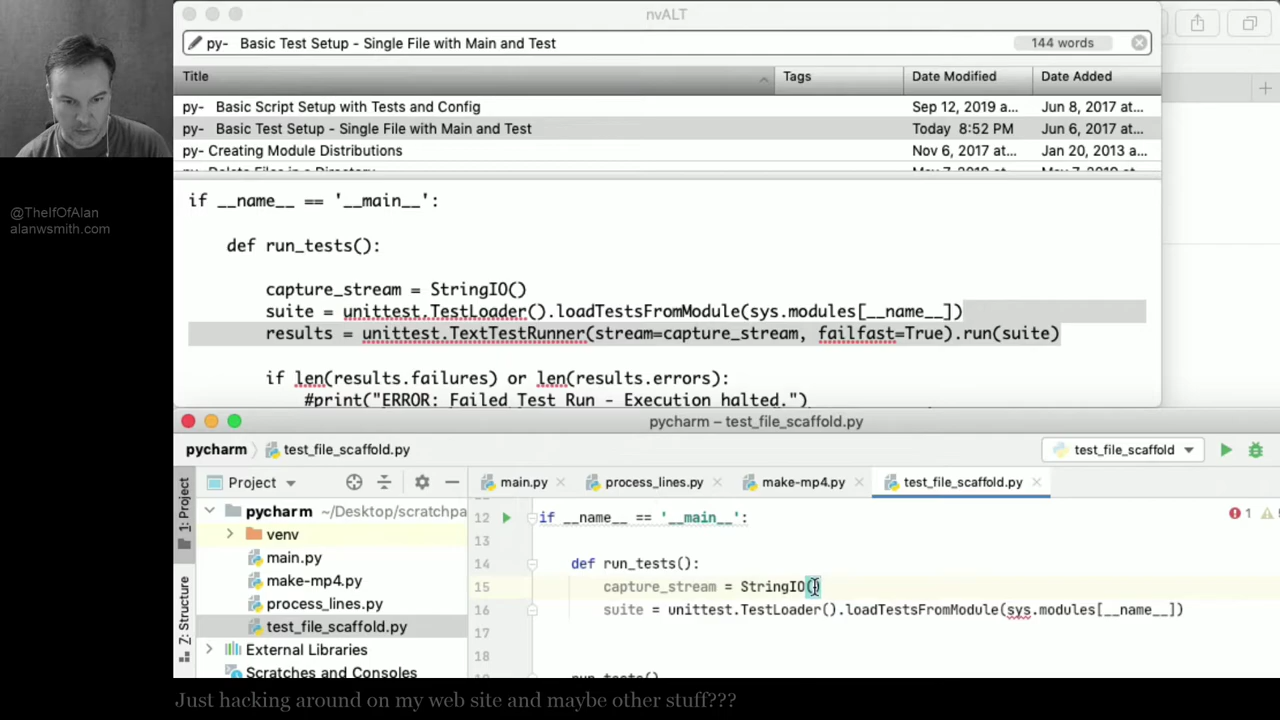 nvALT
py-   Basic Test Setup - Single File with Main and Test
144 words
Title
Tags
Date Modified
Date Added
py-   Basic Script Setup with Tests and Config
Sep 12, 2019 a...
Jun 8, 2017 at...
py-   Basic Test Setup - Single File with Main and Test
Today  8:52 PM
Jun 6, 2017 at...
py- Creating Module Distributions
Nov 6, 2017 at...
Jan 20, 2013 a...
@TheIfOfAlan
alanwsmith.com
if __name__ == '__main__':
def run_tests():
capture_stream = StringIO()
suite = unittest.TestLoader().loadTestsFromModule(sys.modules[__name__])
results = unittest.TextTestRunner(stream=capture_stream, failfast=True).run(suite)
if len(results.failures) or len(results.errors):
#print("ERROR: Failed Test Run - Execution halted.")
pycharm – test_file_scaffold.py
pycharm
test_file_scaffold.py
test_file_scaffold
1: Project
7: Structure
Project
main.py
process_lines.py
make-mp4.py
test_file_scaffold.py
pycharm ~/Desktop/scratchpa
venv
main.py
make-mp4.py
process_lines.py
test_file_scaffold.py
External Libraries
Scratches and Consoles
12 if __name__ == '__main__':
1
13
14 def run_tests():
15 capture_stream = StringIO()
16 suite = unittest.TestLoader().loadTestsFromModule(sys.modules[__name__])
17
18
run_tests()
Just hacking around on my web site and maybe other stuff???